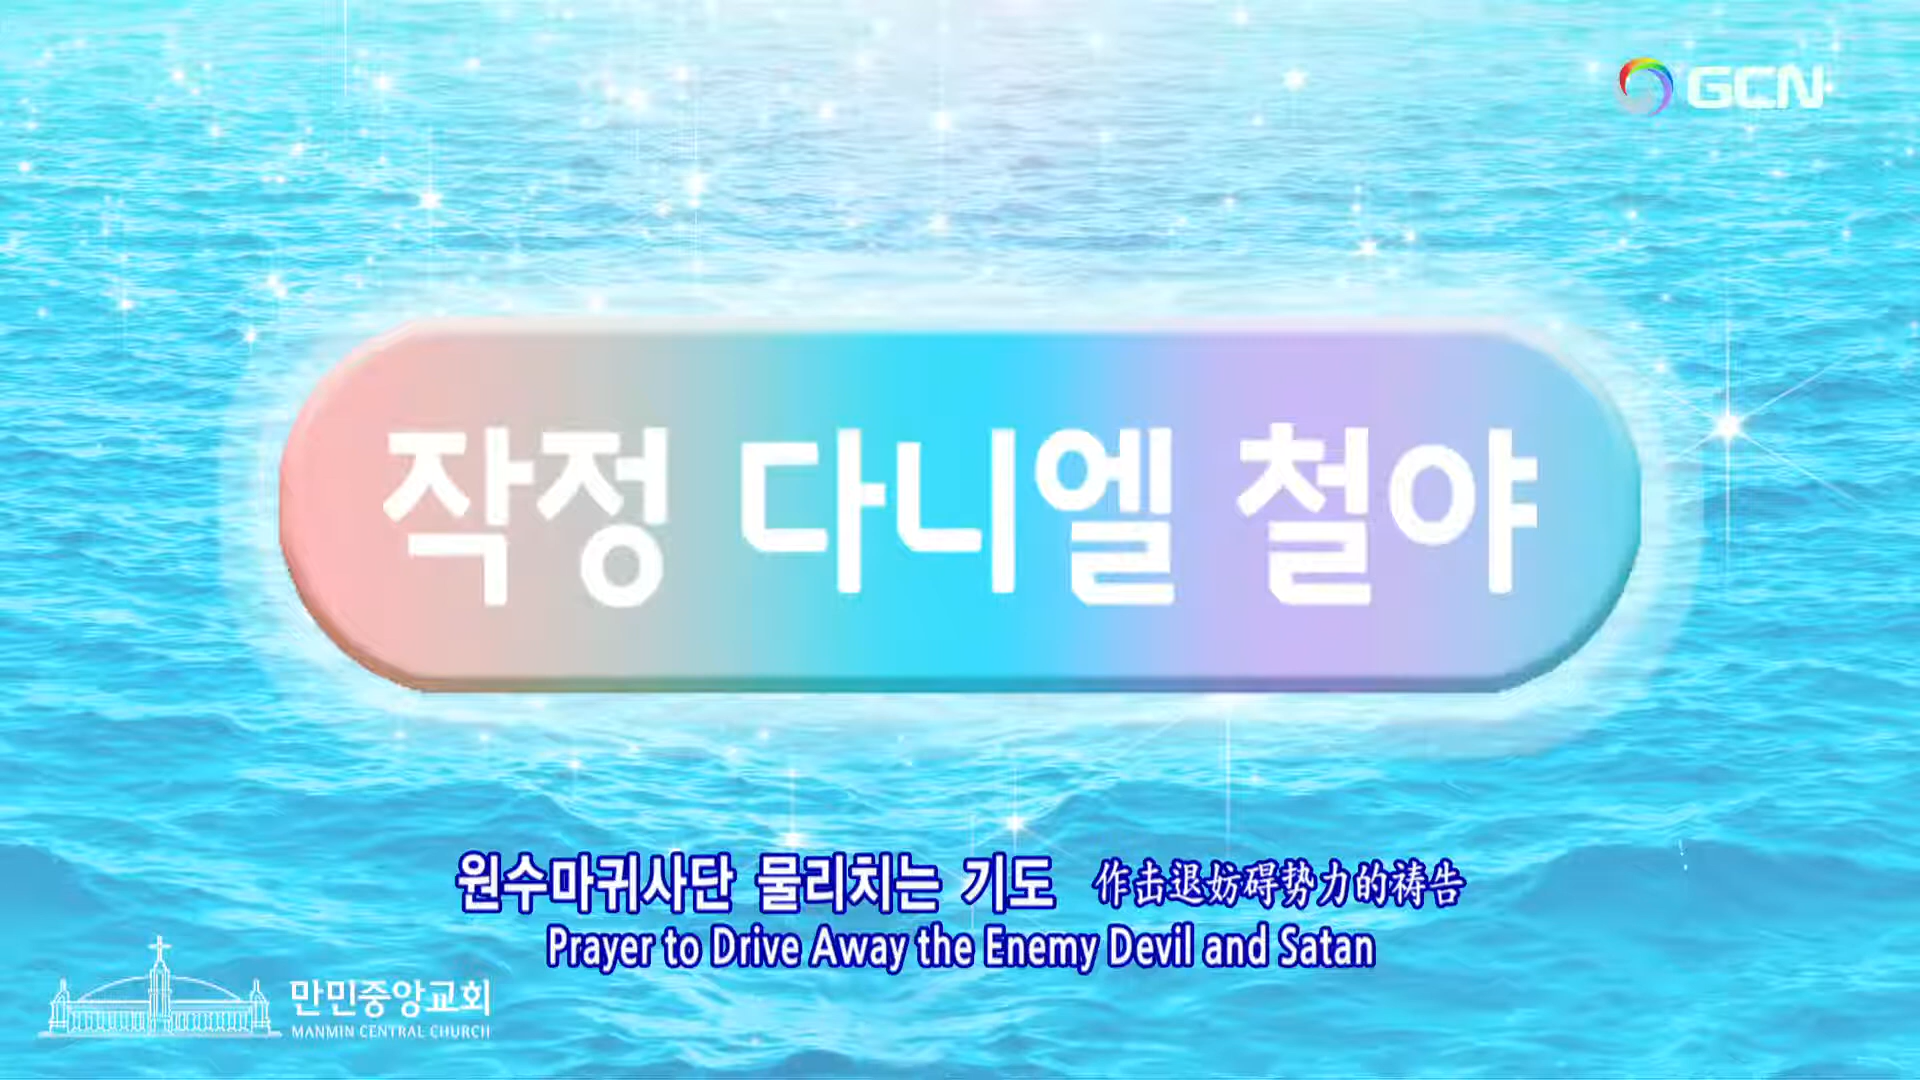 GCN
작정 다니엘 철야
원수마귀사단 물리치는 기도 作击退妨碍势力的祷告
Prayer to Drive Away the Enemy Devil and Satan
만민중앙교회
MANMIN CENTRAL CHURCH